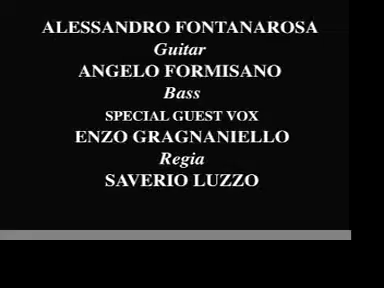 ALESSANDRO FONTANAROSA
Guitar
ANGELO FORMISANO
Bass
SPECIAL GUEST VOX
ENZO GRAGNANIELLO
Regia
SAVERIO LUZZO